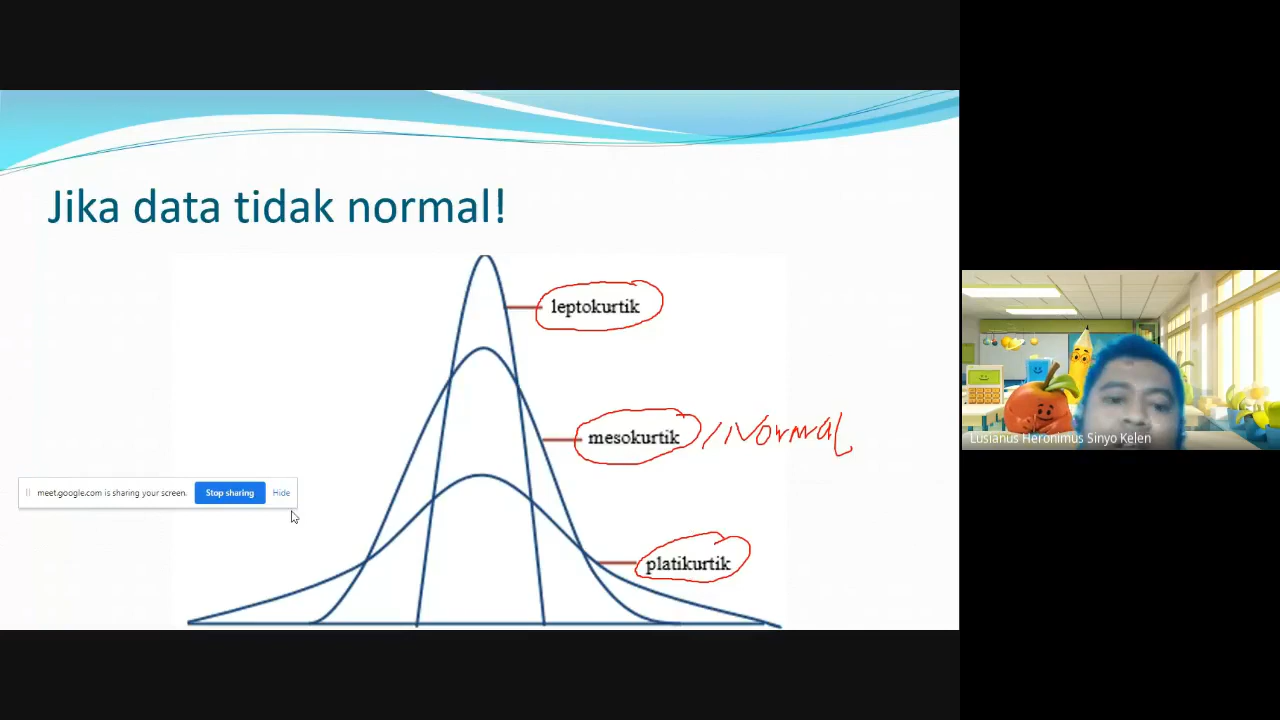 Jika data tidak normal!
leptokurtik
mesokurtik / Normal
meet.google.com is sharing your screen. Stop sharing Hide
platikurtik
Lusianus Heronimus Sinyo Kelen